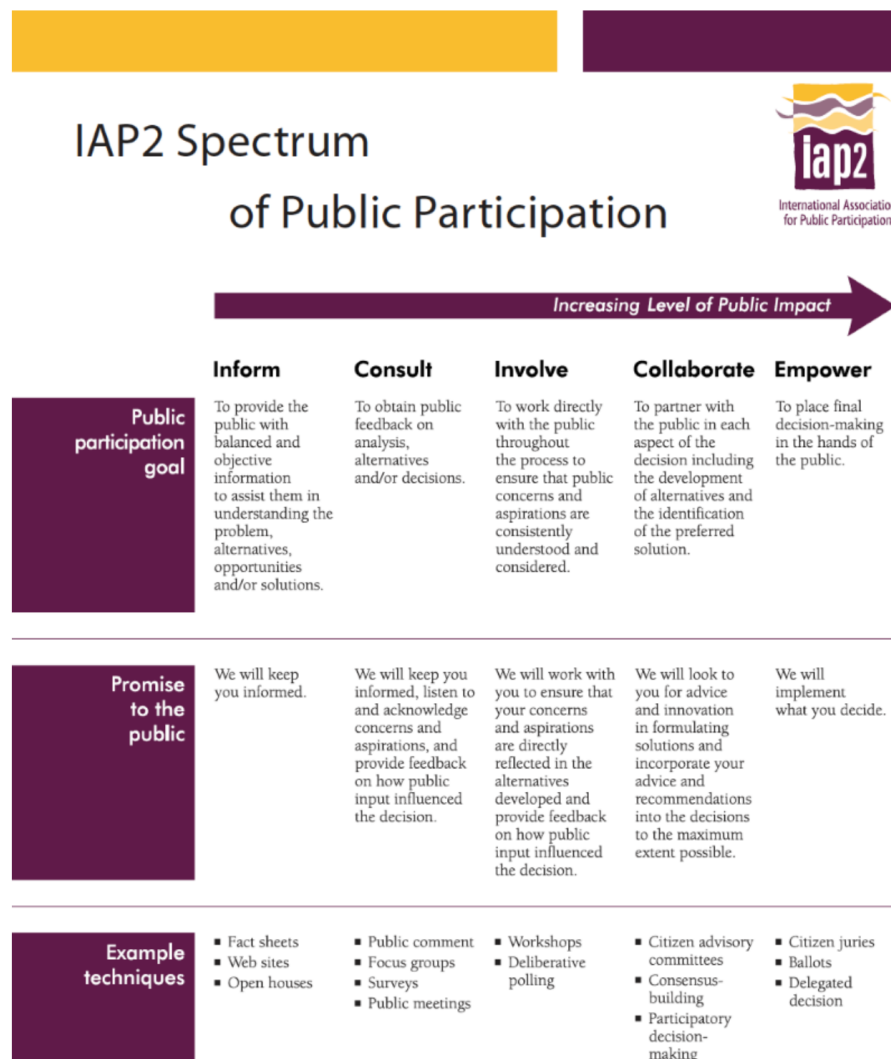 IAP2 Spectrum
of Public Participation
iap2
International Association
for Public Participation
Increasing Level of Public Impact
Inform
Consult
Involve
Collaborate
Empower
Public
participation
goal
To provide the
public with
balanced and
objective
information
to assist them in
understanding the
problem,
alternatives,
opportunities
and/or solutions.
To obtain public
feedback on
analysis,
alternatives
and/or decisions.
To work directly
with the public
throughout
the process to
ensure that public
concerns and
aspirations are
consistently
understood and
considered.
To partner with
the public in each
aspect of the
decision including
the development
of alternatives and
the identification
of the preferred
solution.
To place final
decision-making
in the hands of
the public.
Promise
to the
public
We will keep
you informed.
We will keep you
informed, listen to
and acknowledge
concerns and
aspirations, and
provide feedback
on how public
input influenced
the decision.
We will work with
you to ensure that
your concerns
and aspirations
are directly
reflected in the
alternatives
developed and
provide feedback
on how public
input influenced
the decision.
We will look to
you for advice
and innovation
in formulating
solutions and
incorporate your
advice and
recommendations
into the decisions
to the maximum
extent possible.
We will
implement
what you decide.
Example
techniques
▪ Fact sheets
▪ Web sites
▪ Open houses
▪ Public comment
▪ Focus groups
▪ Surveys
▪ Public meetings
▪ Workshops
▪ Deliberative
polling
▪ Citizen advisory
committees
▪ Consensus-
building
▪ Participatory
decision-
making
▪ Citizen juries
▪ Ballots
▪ Delegated
decision